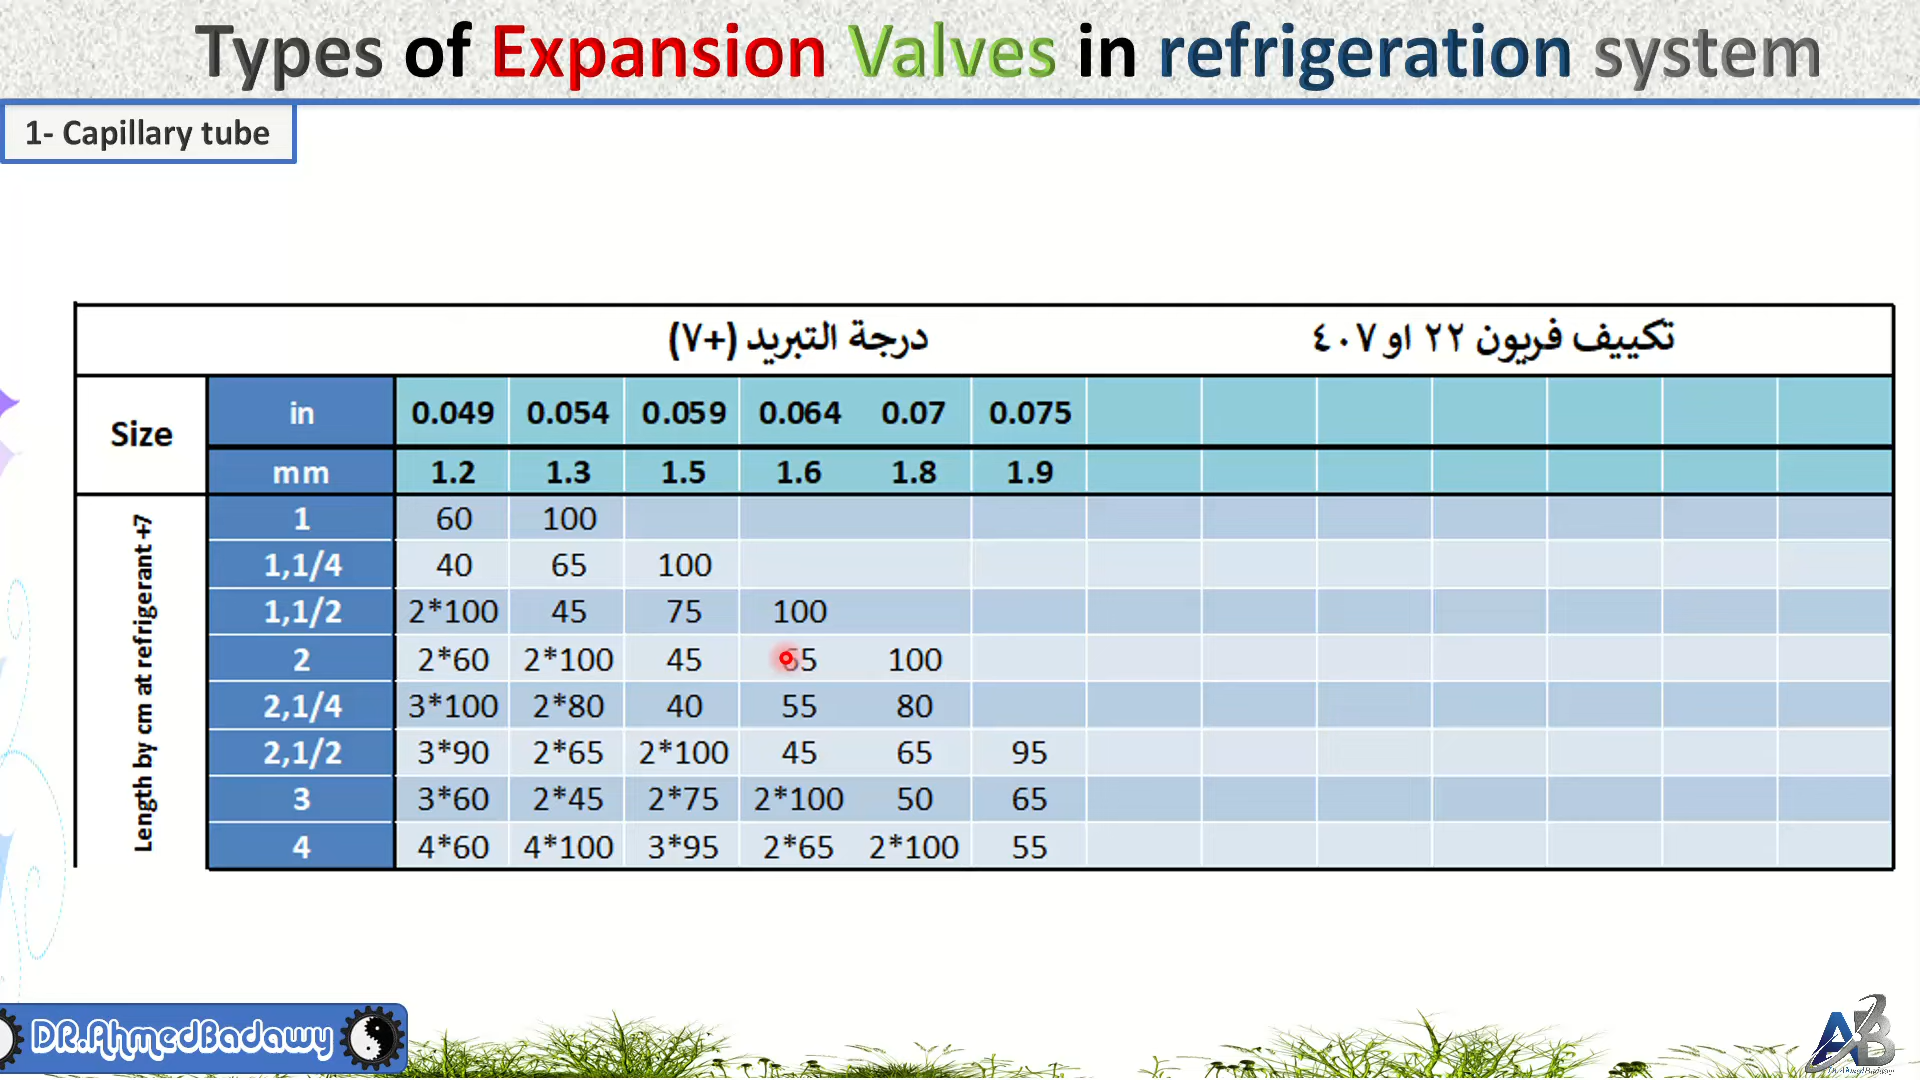 Types of Expansion Valves in refrigeration system
1- Capillary tube
تكييف فريون ٢٢ او ٤٠٧ درجة التبريد (+٧)
Size in 0.049 0.054 0.059 0.064 0.07 0.075
mm 1.2 1.3 1.5 1.6 1.8 1.9
Length by cm at refrigerant +7
1 60 100
1,1/4 40 65 100
1,1/2 2*100 45 75 100
2 2*60 2*100 45 65 100
2,1/4 3*100 2*80 40 55 80
2,1/2 3*90 2*65 2*100 45 65 95
3 3*60 2*45 2*75 2*100 50 65
4 4*60 4*100 3*95 2*65 2*100 55
DR.AhmedBadawy
AB
Dr.AhmedBadawy